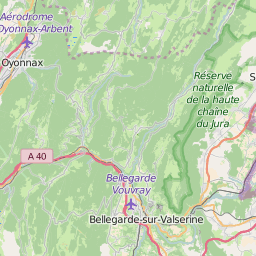 Aérodrome
Oyonnax-Arbent
Oyonnax
Réserve
naturelle
de la haute
chaîne
du Jura
S
A 40
Bellegarde
Vouvray
Bellegarde-sur-Valserine